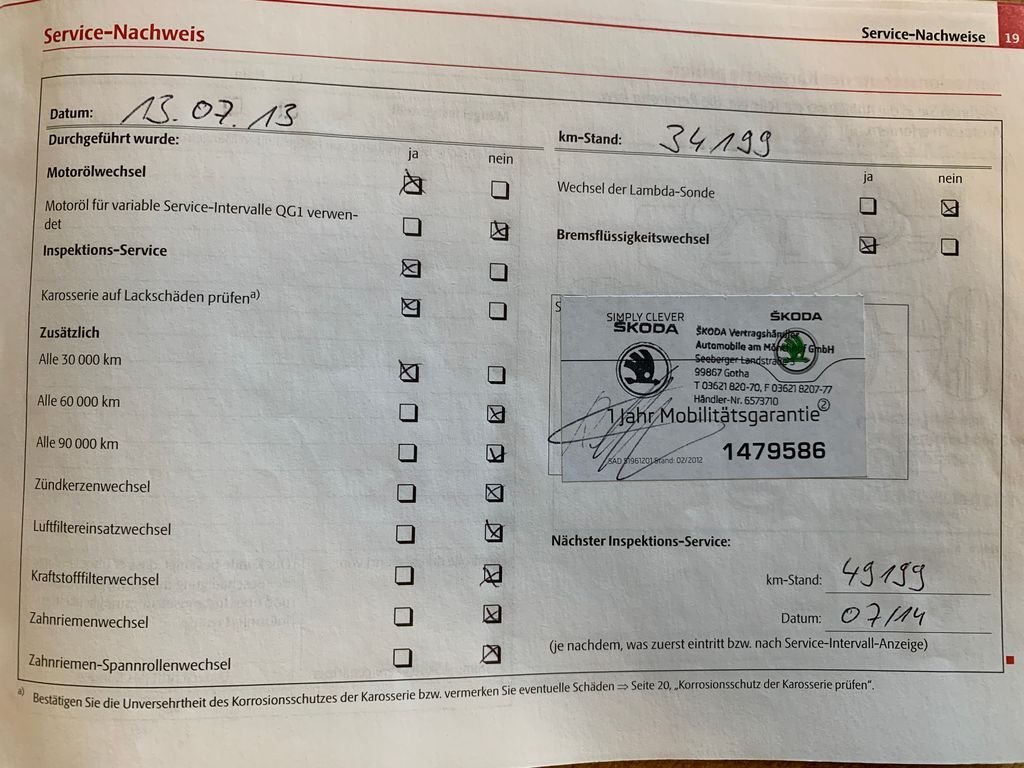 Service-Nachweis
Service-Nachweise 19
Datum: 13.07.13
Durchgeführt wurde:
ja nein
Motorölwechsel
Motoröl für variable Service-Intervalle QG1 verwen-
det
Inspektions-Service
Karosserie auf Lackschäden prüfen a)
Zusätzlich
Alle 30 000 km
Alle 60 000 km
Alle 90 000 km
Zündkerzenwechsel
Luftfiltereinsatzwechsel
Kraftstofffilterwechsel
Zahnriemenwechsel
Zahnriemen-Spannrollenwechsel
km-Stand: 34199
ja nein
Wechsel der Lambda-Sonde
Bremsflüssigkeitswechsel
S
SIMPLY CLEVER
ŠKODA
ŠKODA
ŠKODA Vertragshändler
Automobile am GmbH
Seeberger Landstraße
99867 Gotha
T 03621 820-70, F 03621 8207-77
Händler-Nr. 6573710
1 Jahr Mobilitätsgarantie 2
1479586
Stand: 02/2012
Nächster Inspektions-Service:
km-Stand: 49199
Datum: 07/14
(je nachdem, was zuerst eintritt bzw. nach Service-Intervall-Anzeige)
a) Bestätigen Sie die Unversehrtheit des Korrosionsschutzes der Karosserie bzw. vermerken Sie eventuelle Schäden ⇒ Seite 20, „Korrosionsschutz der Karosserie prüfen“.